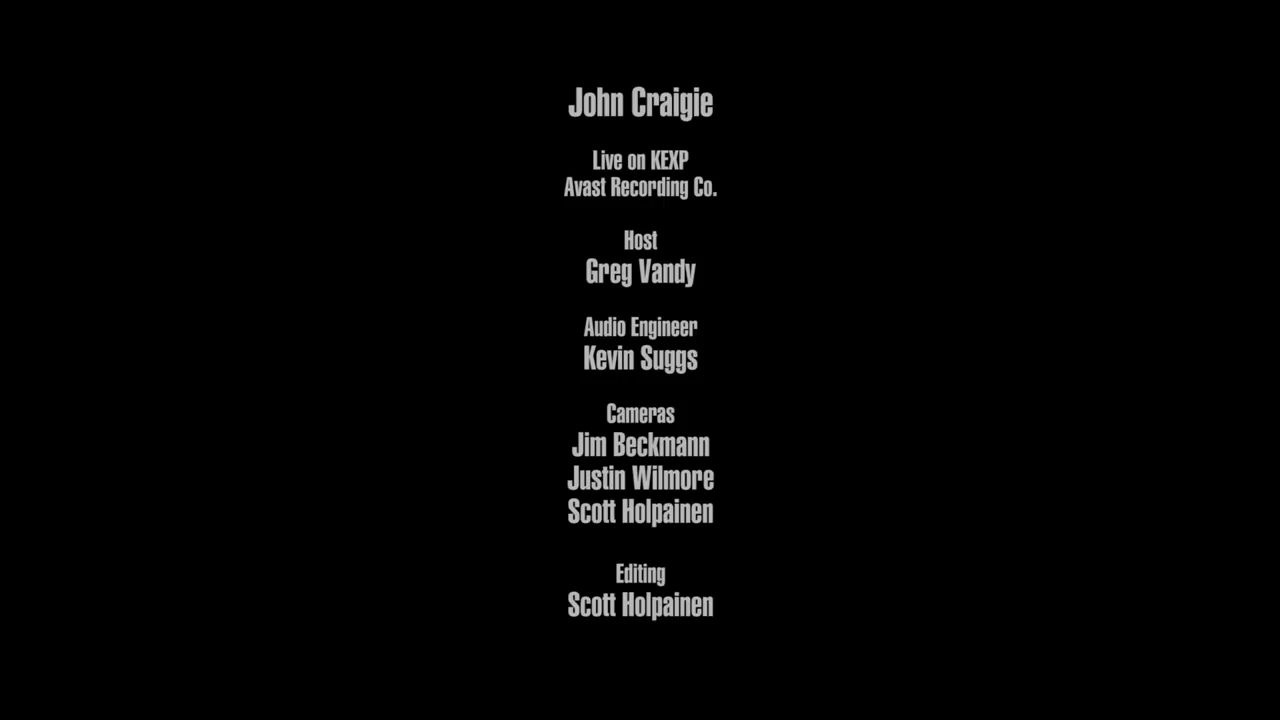 John Craigie
Live on KEXP
Avast Recording Co.
Host
Greg Vandy
Audio Engineer
Kevin Suggs
Cameras
Jim Beckmann
Justin Wilmore
Scott Holpainen
Editing
Scott Holpainen